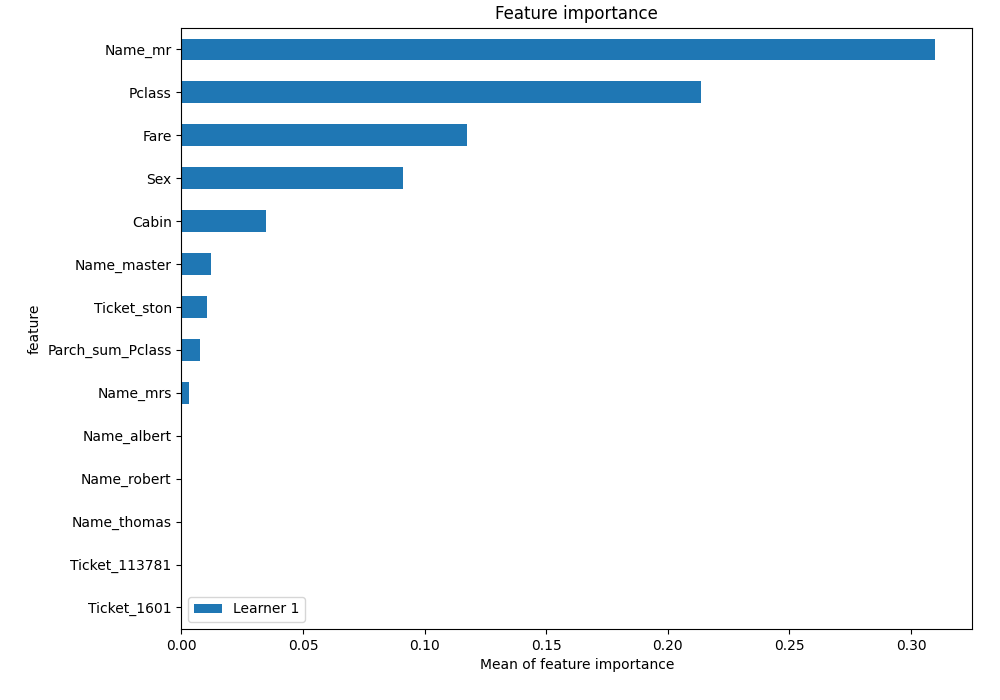 Feature importance
Name_mr
Pclass
Fare
Sex
Cabin
Name_master
Ticket_ston
Parch_sum_Pclass
Name_mrs
Name_albert
Name_robert
Name_thomas
Ticket_113781
Ticket_1601
feature
Learner 1
0.00 0.05 0.10 0.15 0.20 0.25 0.30
Mean of feature importance